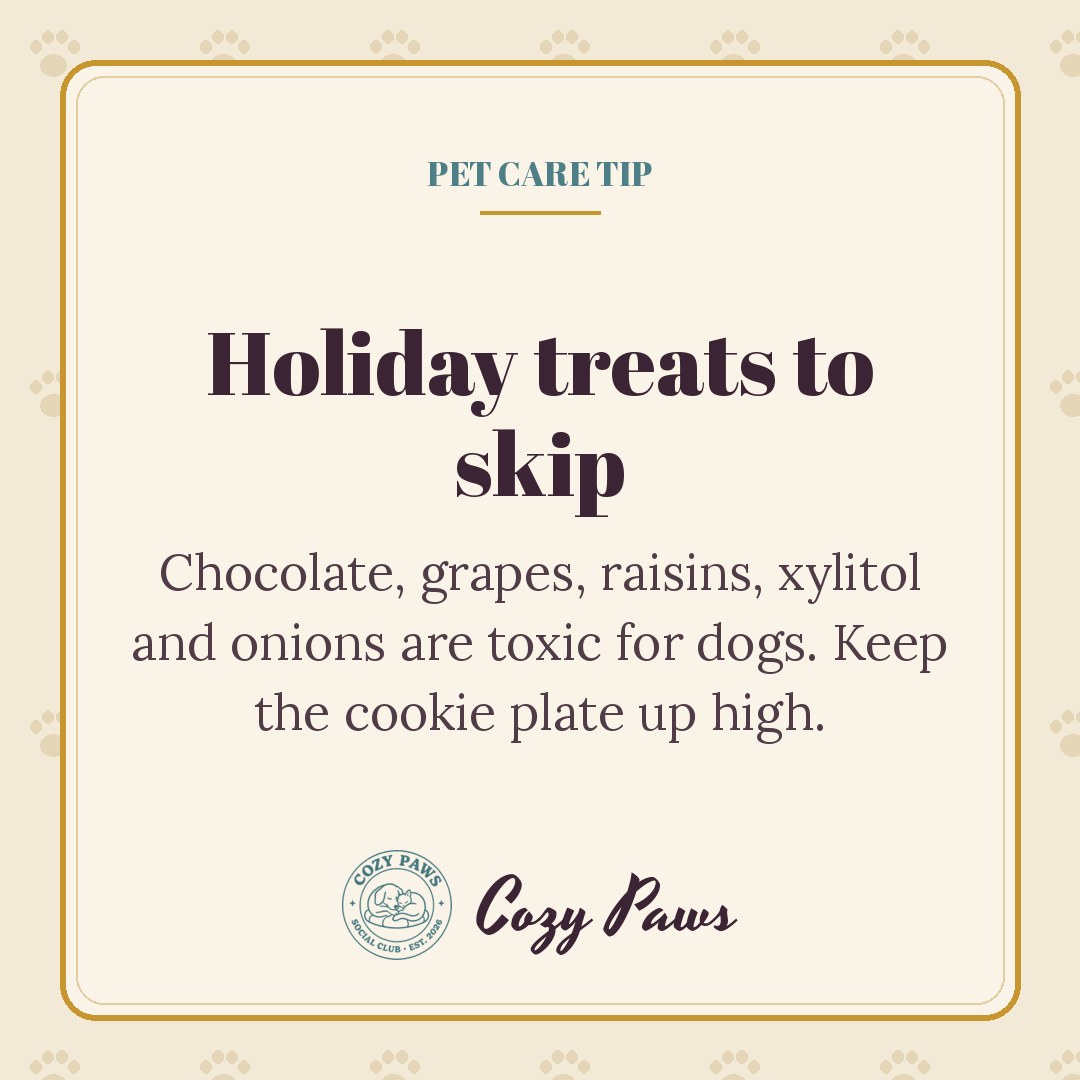 PET CARE TIP
Holiday treats to
skip
Chocolate, grapes, raisins, xylitol
and onions are toxic for dogs. Keep
the cookie plate up high.
COZY PAWS
SOCIAL CLUB · EST. 2026
Cozy Paws